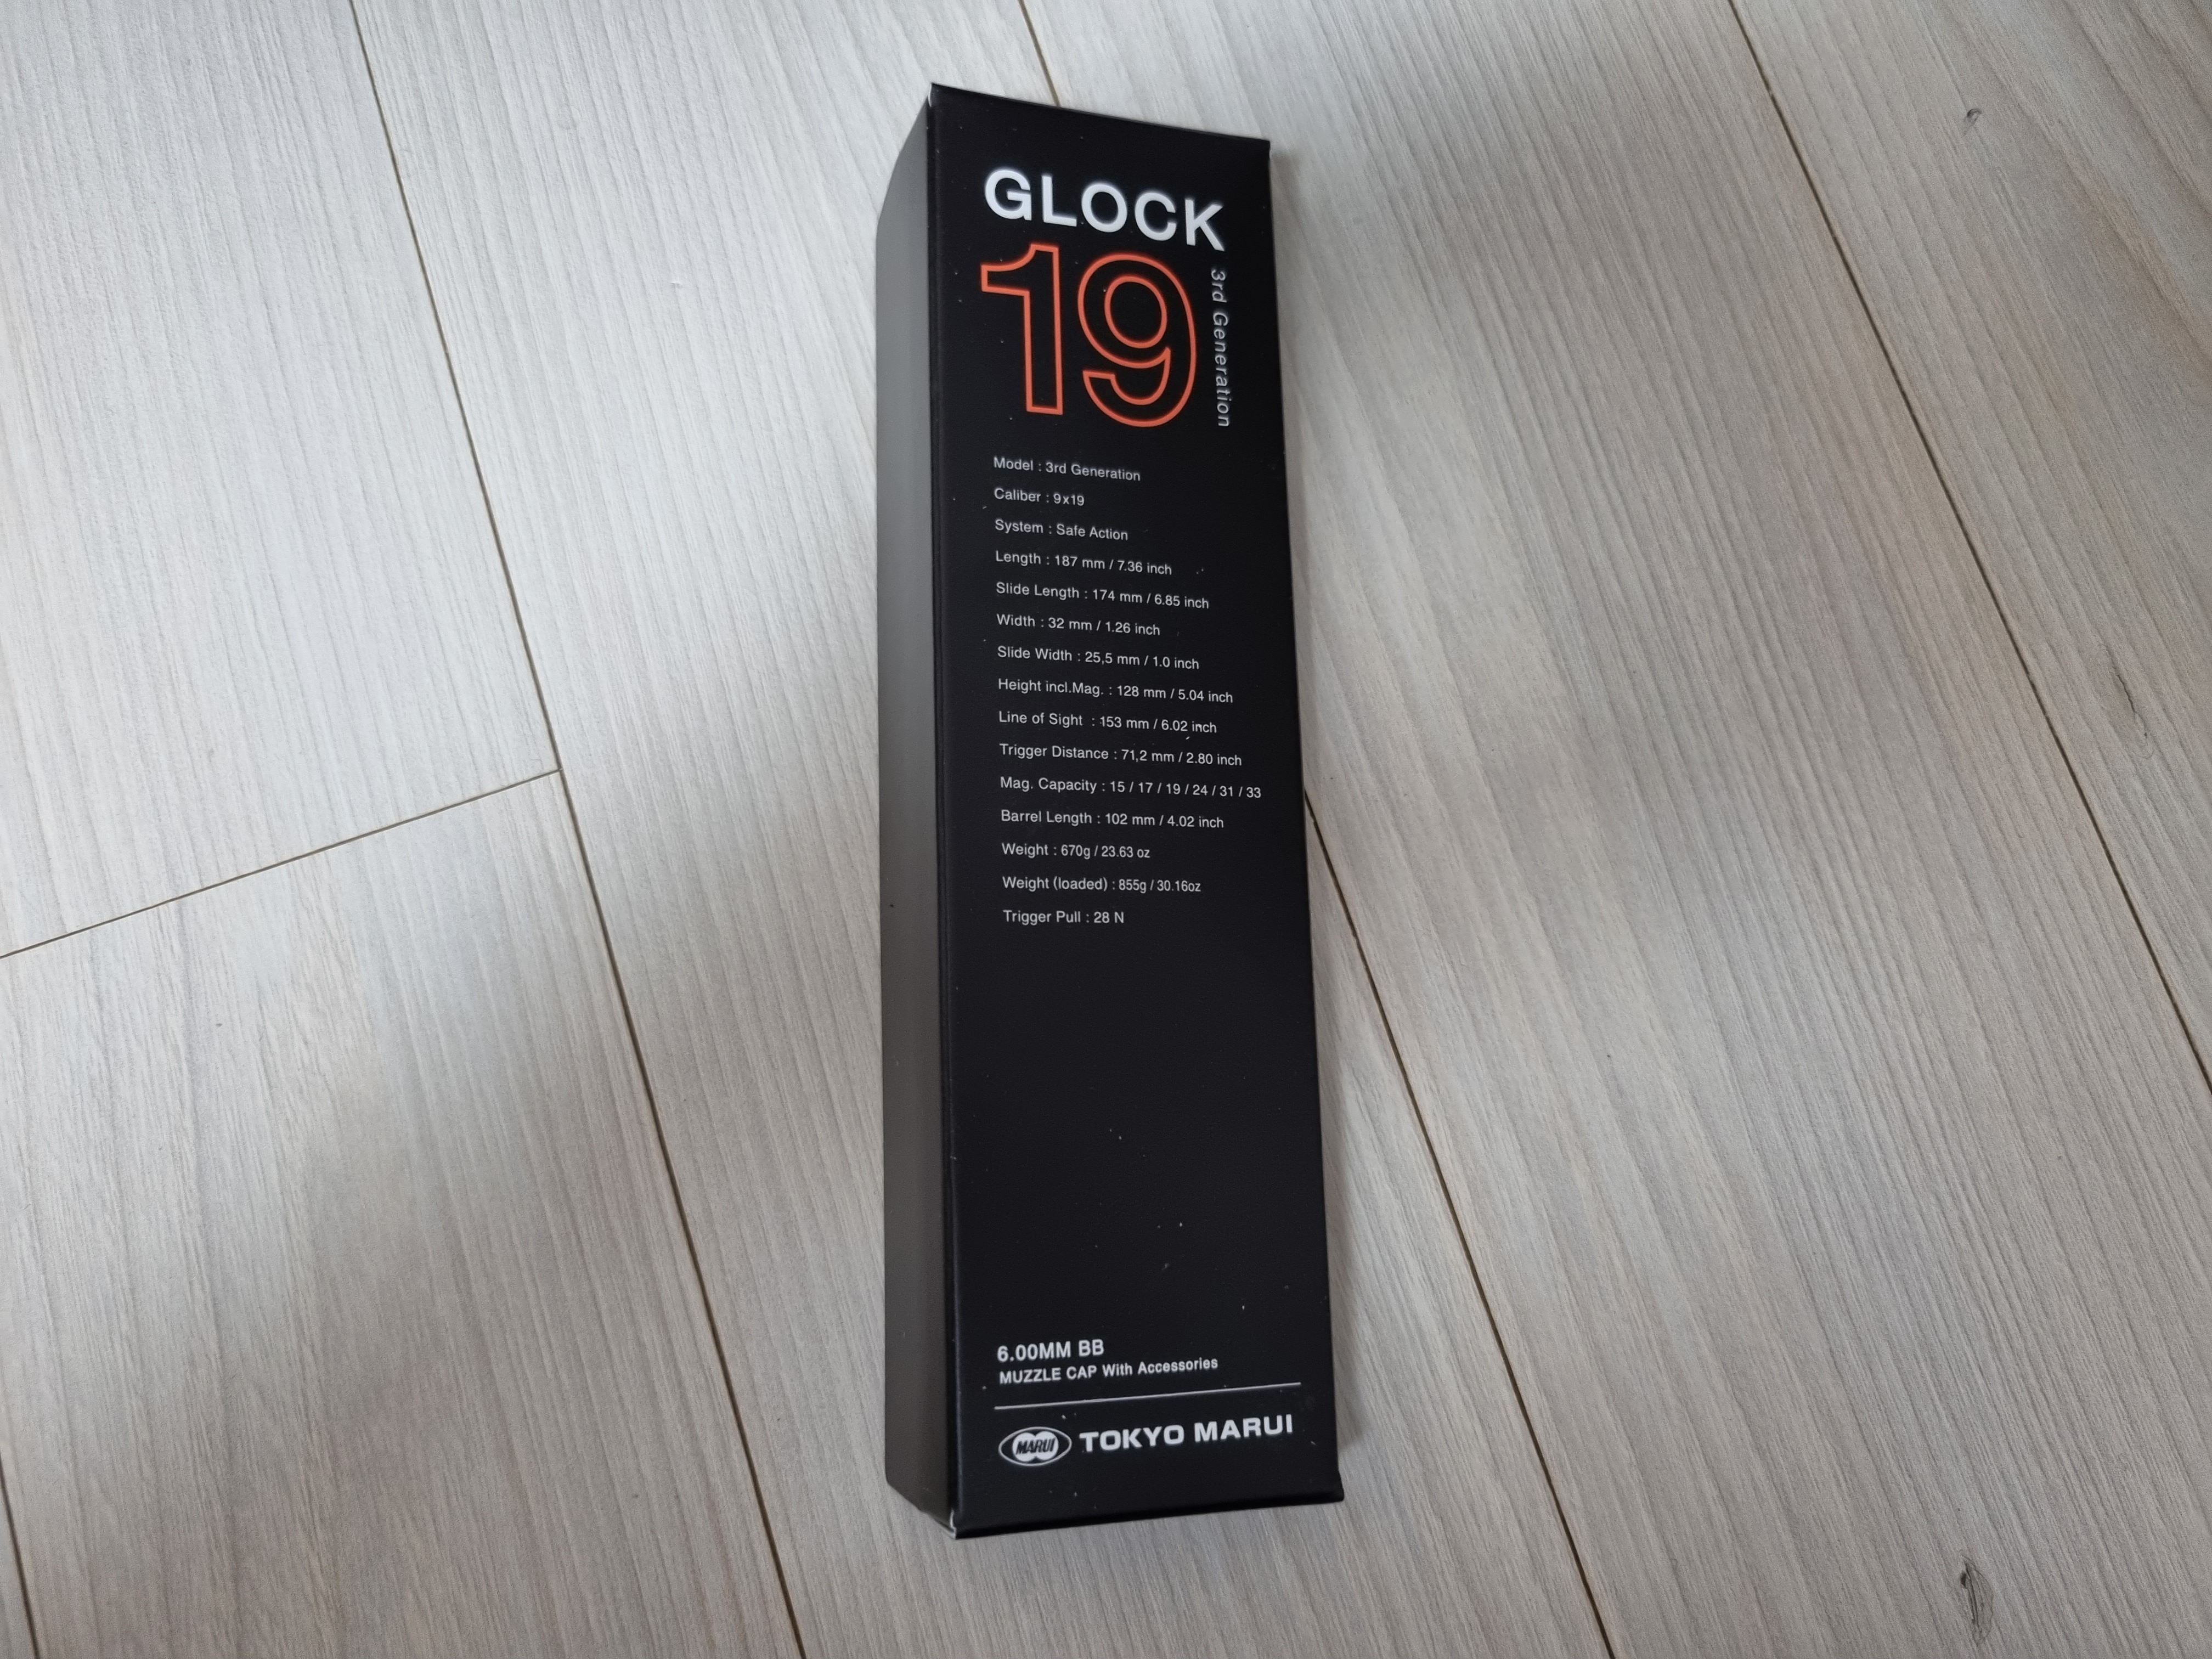 GLOCK
19
3rd Generation
Model : 3rd Generation
Caliber : 9x19
System : Safe Action
Length : 187 mm / 7.36 inch
Slide Length : 174 mm / 6.85 inch
Width : 32 mm / 1.26 inch
Slide Width : 25,5 mm / 1.0 inch
Height incl.Mag. : 128 mm / 5.04 inch
Line of Sight : 153 mm / 6.02 inch
Trigger Distance : 71,2 mm / 2.80 inch
Mag. Capacity : 15 / 17 / 19 / 24 / 31 / 33
Barrel Length : 102 mm / 4.02 inch
Weight : 670g / 23.63 oz
Weight (loaded) : 855g / 30.16oz
Trigger Pull : 28 N
6.00MM BB
MUZZLE CAP With Accessories
MARUI TOKYO MARUI